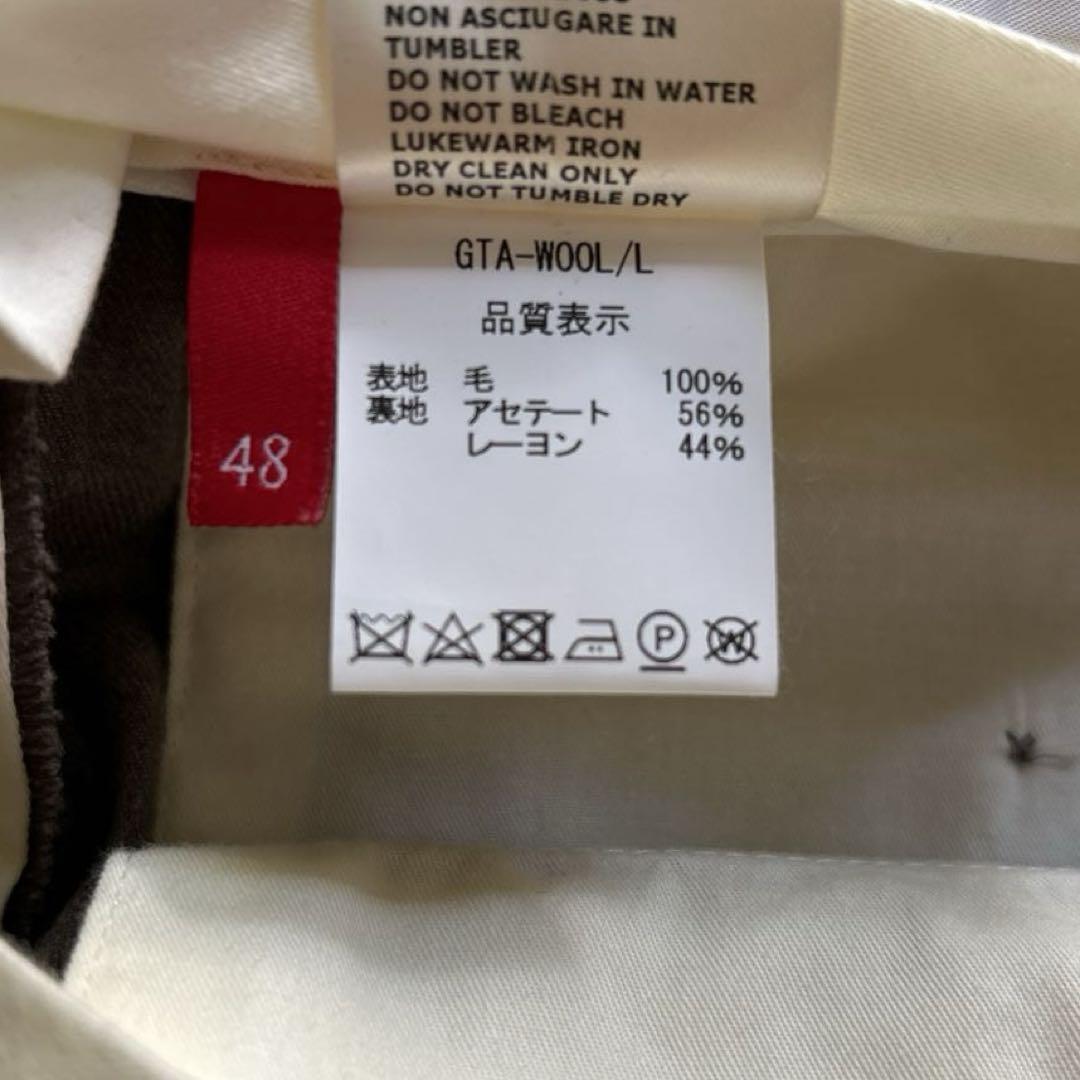 NON ASCIUGARE IN
TUMBLER
DO NOT WASH IN WATER
DO NOT BLEACH
LUKEWARM IRON
DRY CLEAN ONLY
DO NOT TUMBLE DRY
GTA-WOOL/L
品質表示
表地 毛 100%
裏地 アセテート 56%
レーヨン 44%
48
P
W